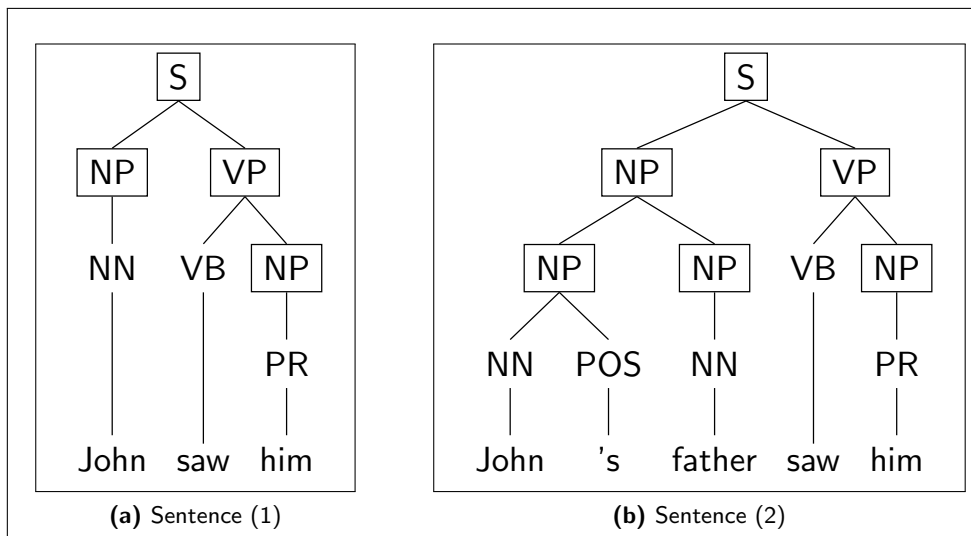 S S
NP VP NP VP
NN VB NP NP NP VB NP
PR NN POS NN PR
John saw him John 's father saw him
(a) Sentence (1) (b) Sentence (2)